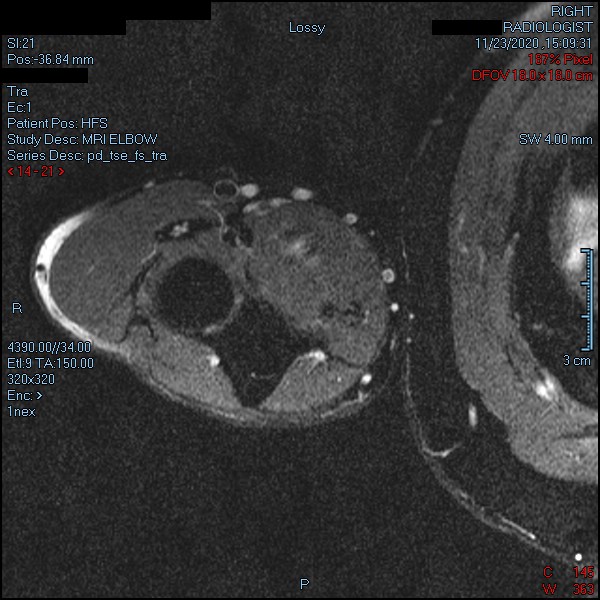 RIGHT
Lossy
RADIOLOGIST
SI:21
11/23/2020 ,15:09:31
Pos:-36.84 mm
187% Pixel
DFOV 18.0 x 18.0 cm
Tra
Ec:1
Patient Pos: HFS
Study Desc: MRI ELBOW
SW 4.00 mm
Series Desc: pd_tse_fs_tra
< 14 - 21 >
R
4390.00//34.00
Etl:9 TA:150.00
3 cm
320x320
Enc: >
1nex
P
C 145
W 363